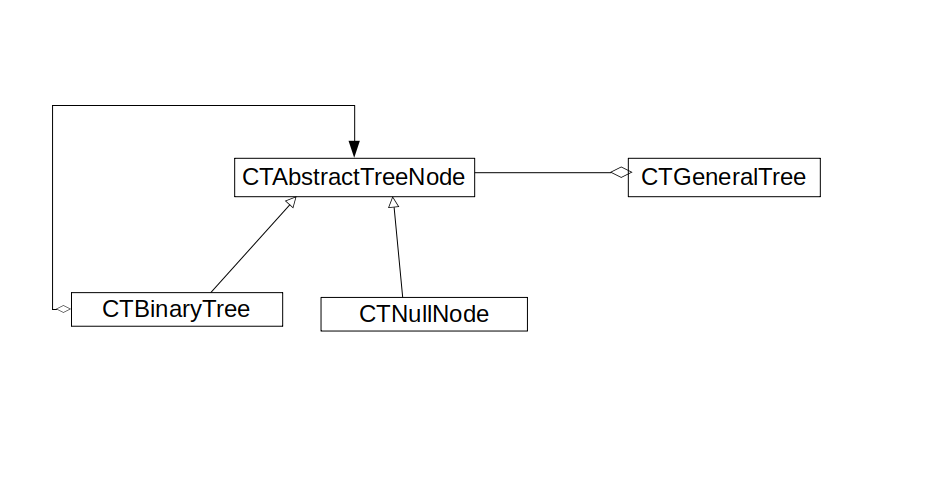 CTAbstractTreeNode
CTGeneralTree
CTBinaryTree
CTNullNode